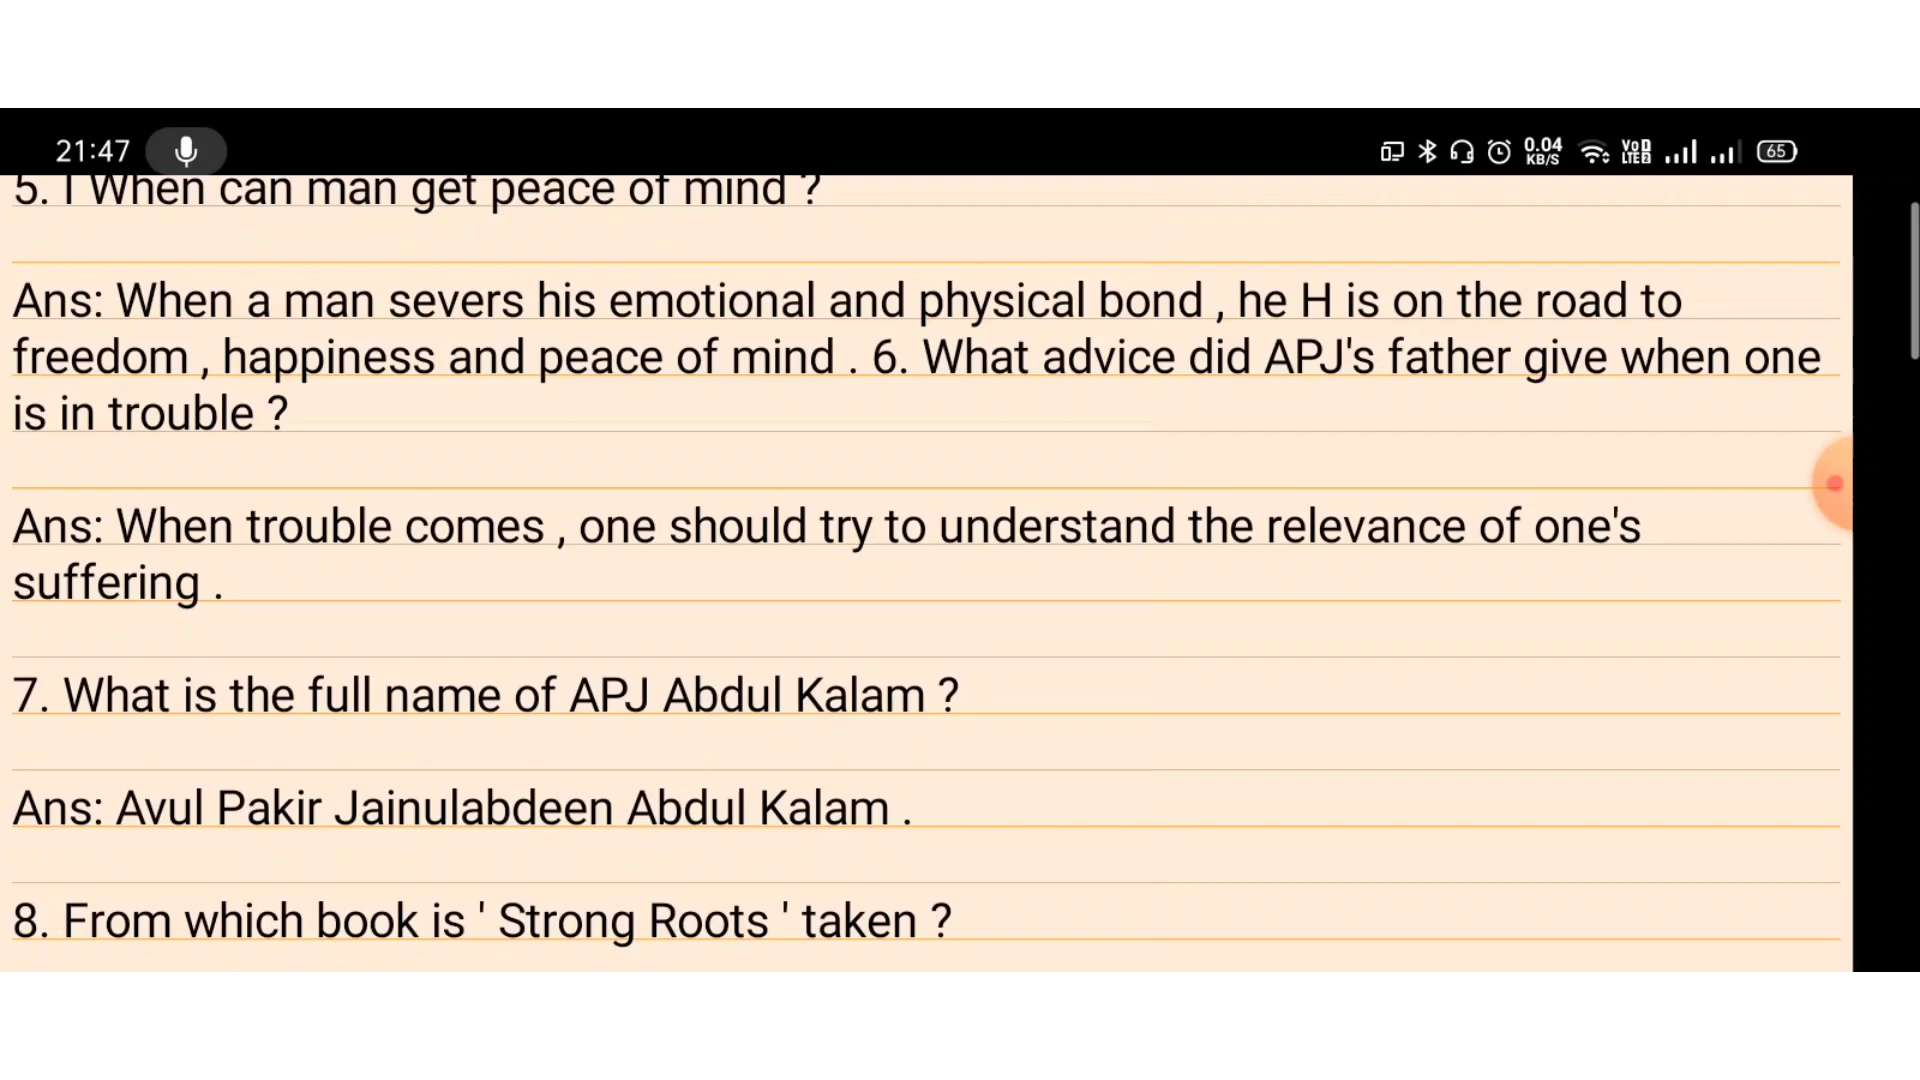 21:47
0.04
KB/S
VoD
LTE2
65
5. I When can man get peace of mind ?
Ans: When a man severs his emotional and physical bond , he H is on the road to
freedom , happiness and peace of mind . 6. What advice did APJ's father give when one
is in trouble ?
Ans: When trouble comes , one should try to understand the relevance of one's
suffering .
7. What is the full name of APJ Abdul Kalam ?
Ans: Avul Pakir Jainulabdeen Abdul Kalam .
8. From which book is ' Strong Roots ' taken ?